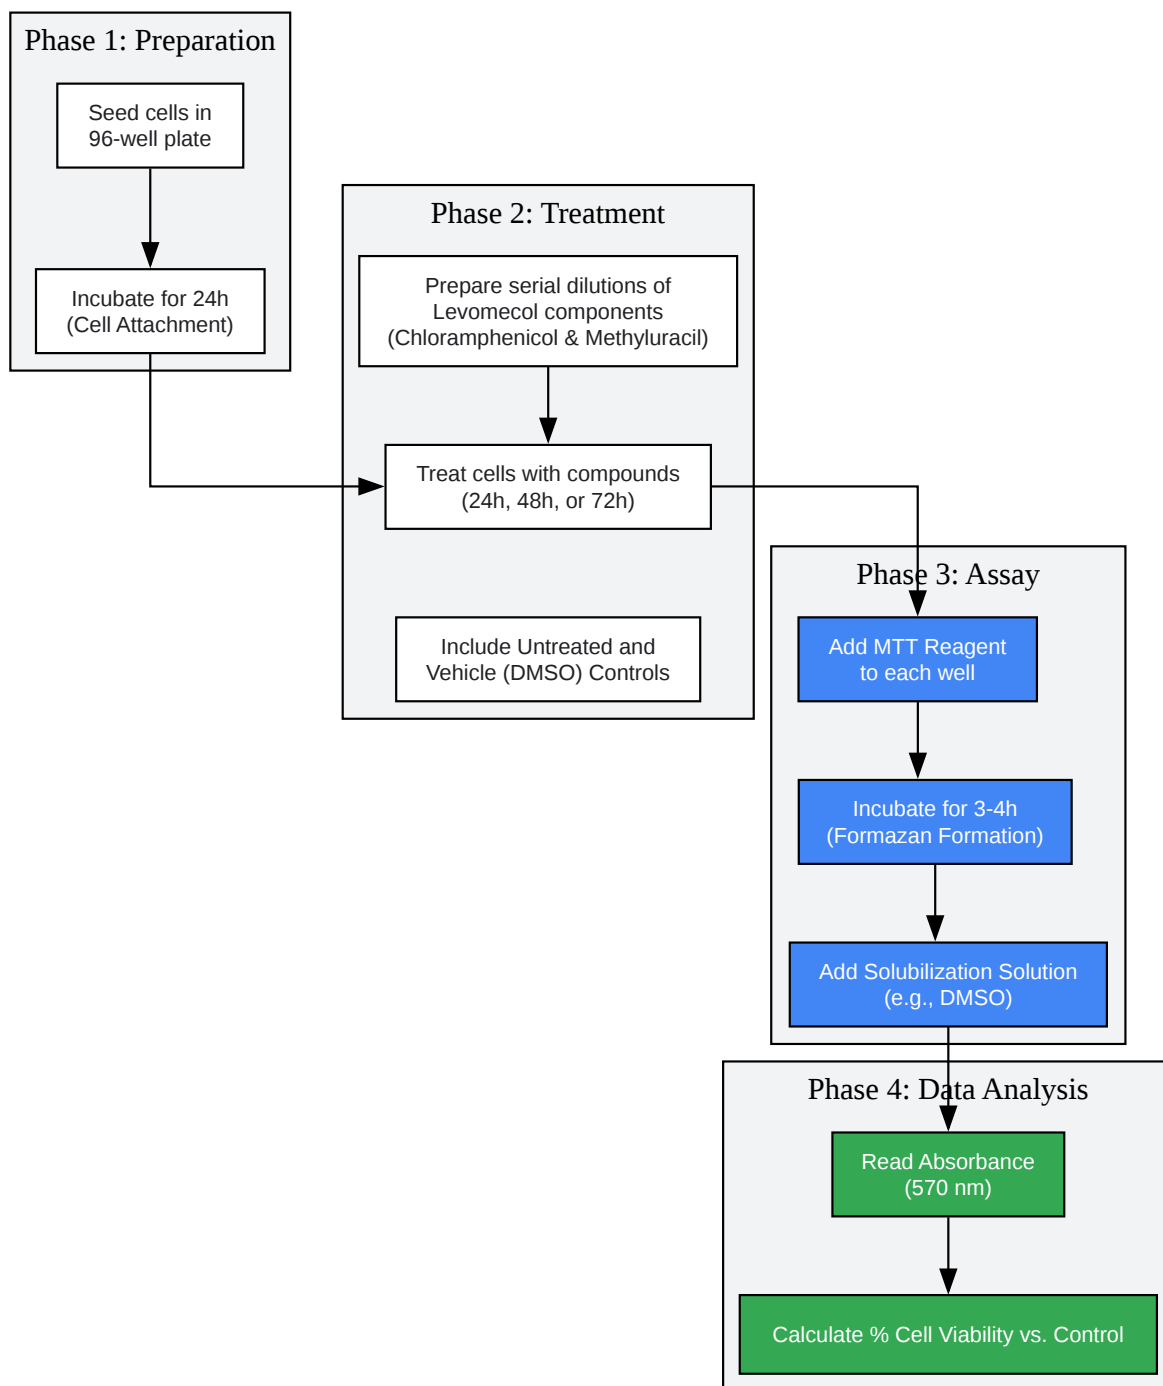 Phase 1: Preparation
Seed cells in
96-well plate
Incubate for 24h
(Cell Attachment)
Phase 2: Treatment
Prepare serial dilutions of
Levomecol components
(Chloramphenicol & Methyluracil)
Treat cells with compounds
(24h, 48h, or 72h)
Include Untreated and
Vehicle (DMSO) Controls
Phase 3: Assay
Add MTT Reagent
to each well
Incubate for 3-4h
(Formazan Formation)
Add Solubilization Solution
(e.g., DMSO)
Phase 4: Data Analysis
Read Absorbance
(570 nm)
Calculate % Cell Viability vs. Control